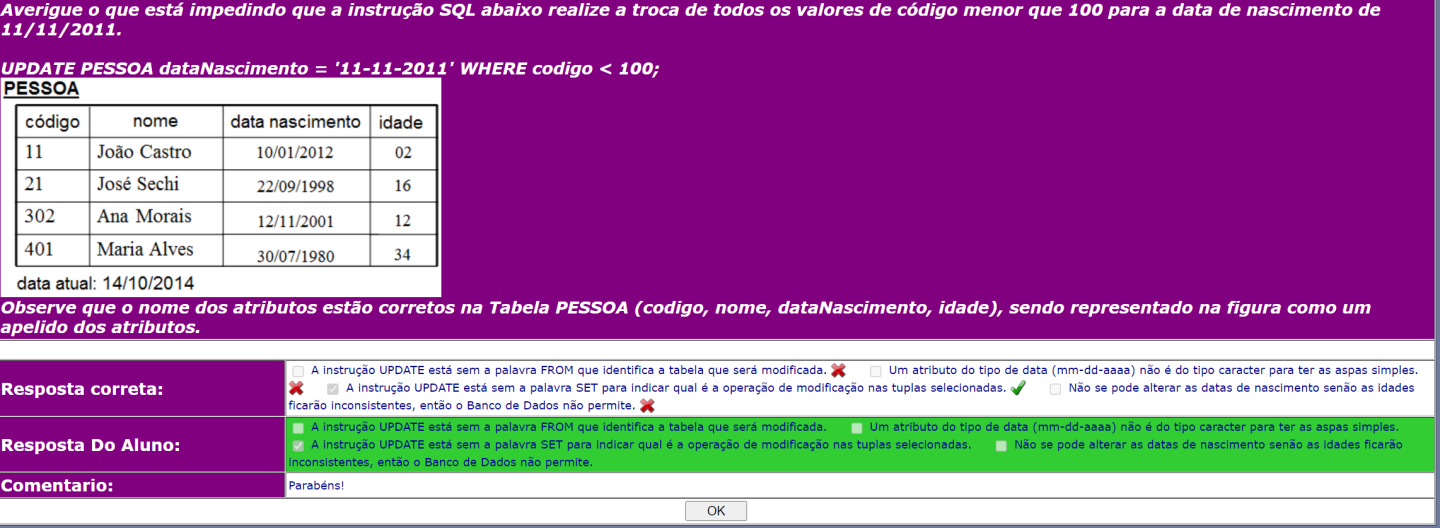 Averigue o que está impedindo que a instrução SQL abaixo realize a troca de todos os valores de código menor que 100 para a data de nascimento de
11/11/2011.
UPDATE PESSOA dataNascimento = '11-11-2011' WHERE codigo < 100;
PESSOA
código nome data nascimento idade
11 João Castro 10/01/2012 02
21 José Sechi 22/09/1998 16
302 Ana Morais 12/11/2001 12
401 Maria Alves 30/07/1980 34
data atual: 14/10/2014
Observe que o nome dos atributos estão corretos na Tabela PESSOA (codigo, nome, dataNascimento, idade), sendo representado na figura como um
apelido dos atributos.
Resposta correta:
A instrução UPDATE está sem a palavra FROM que identifica a tabela que será modificada. Um atributo do tipo de data (mm-dd-aaaa) não é do tipo caracter para ter as aspas simples.
A instrução UPDATE está sem a palavra SET para indicar qual é a operação de modificação nas tuplas selecionadas. Não se pode alterar as datas de nascimento senão as idades
ficarão inconsistentes, então o Banco de Dados não permite.
Resposta Do Aluno:
A instrução UPDATE está sem a palavra FROM que identifica a tabela que será modificada. Um atributo do tipo de data (mm-dd-aaaa) não é do tipo caracter para ter as aspas simples.
A instrução UPDATE está sem a palavra SET para indicar qual é a operação de modificação nas tuplas selecionadas. Não se pode alterar as datas de nascimento senão as idades ficarão
inconsistentes, então o Banco de Dados não permite.
Comentario:
Parabéns!
OK